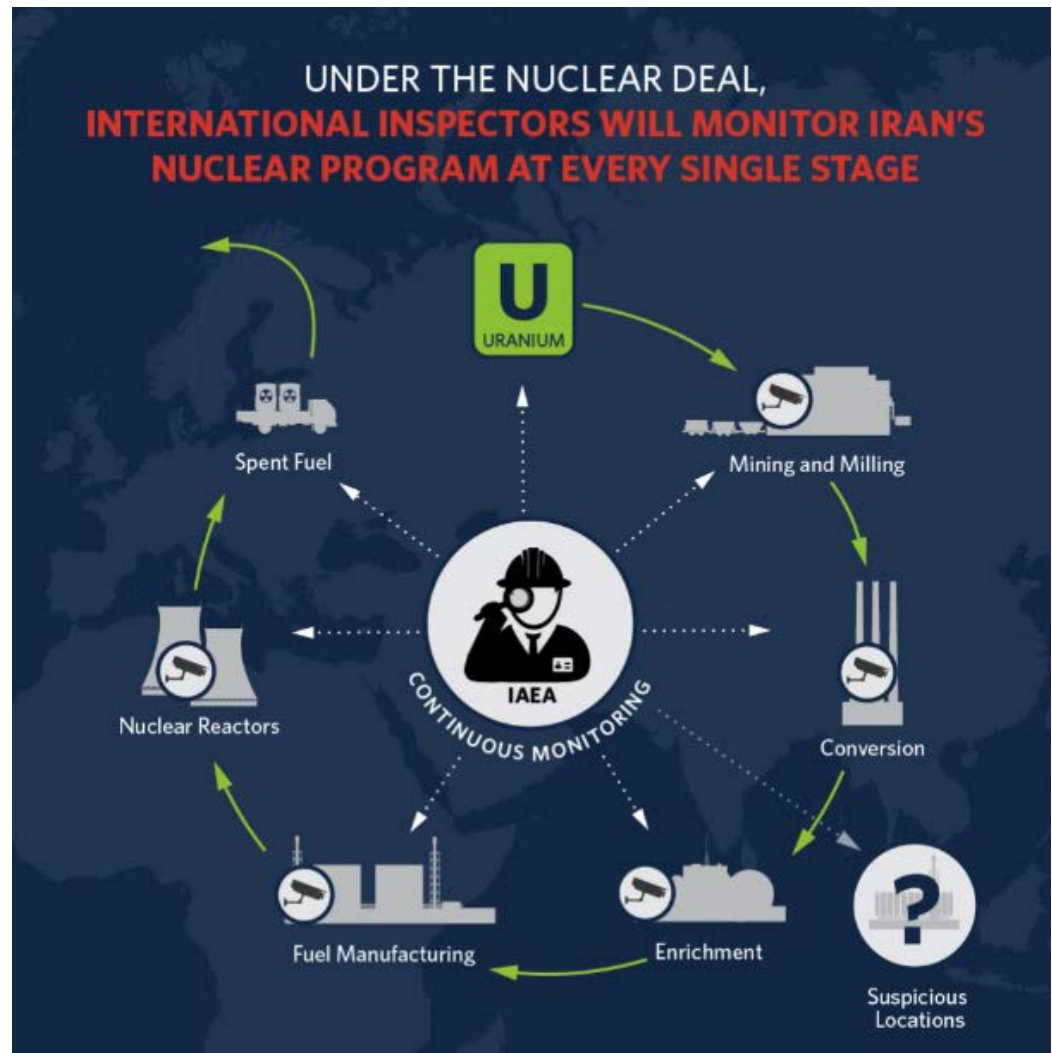 UNDER THE NUCLEAR DEAL,
INTERNATIONAL INSPECTORS WILL MONITOR IRAN'S
NUCLEAR PROGRAM AT EVERY SINGLE STAGE
U
URANIUM
Mining and Milling
Spent Fuel
IAEA
CONTINUOUS MONITORING
Nuclear Reactors
Conversion
Fuel Manufacturing
Enrichment
?
Suspicious
Locations